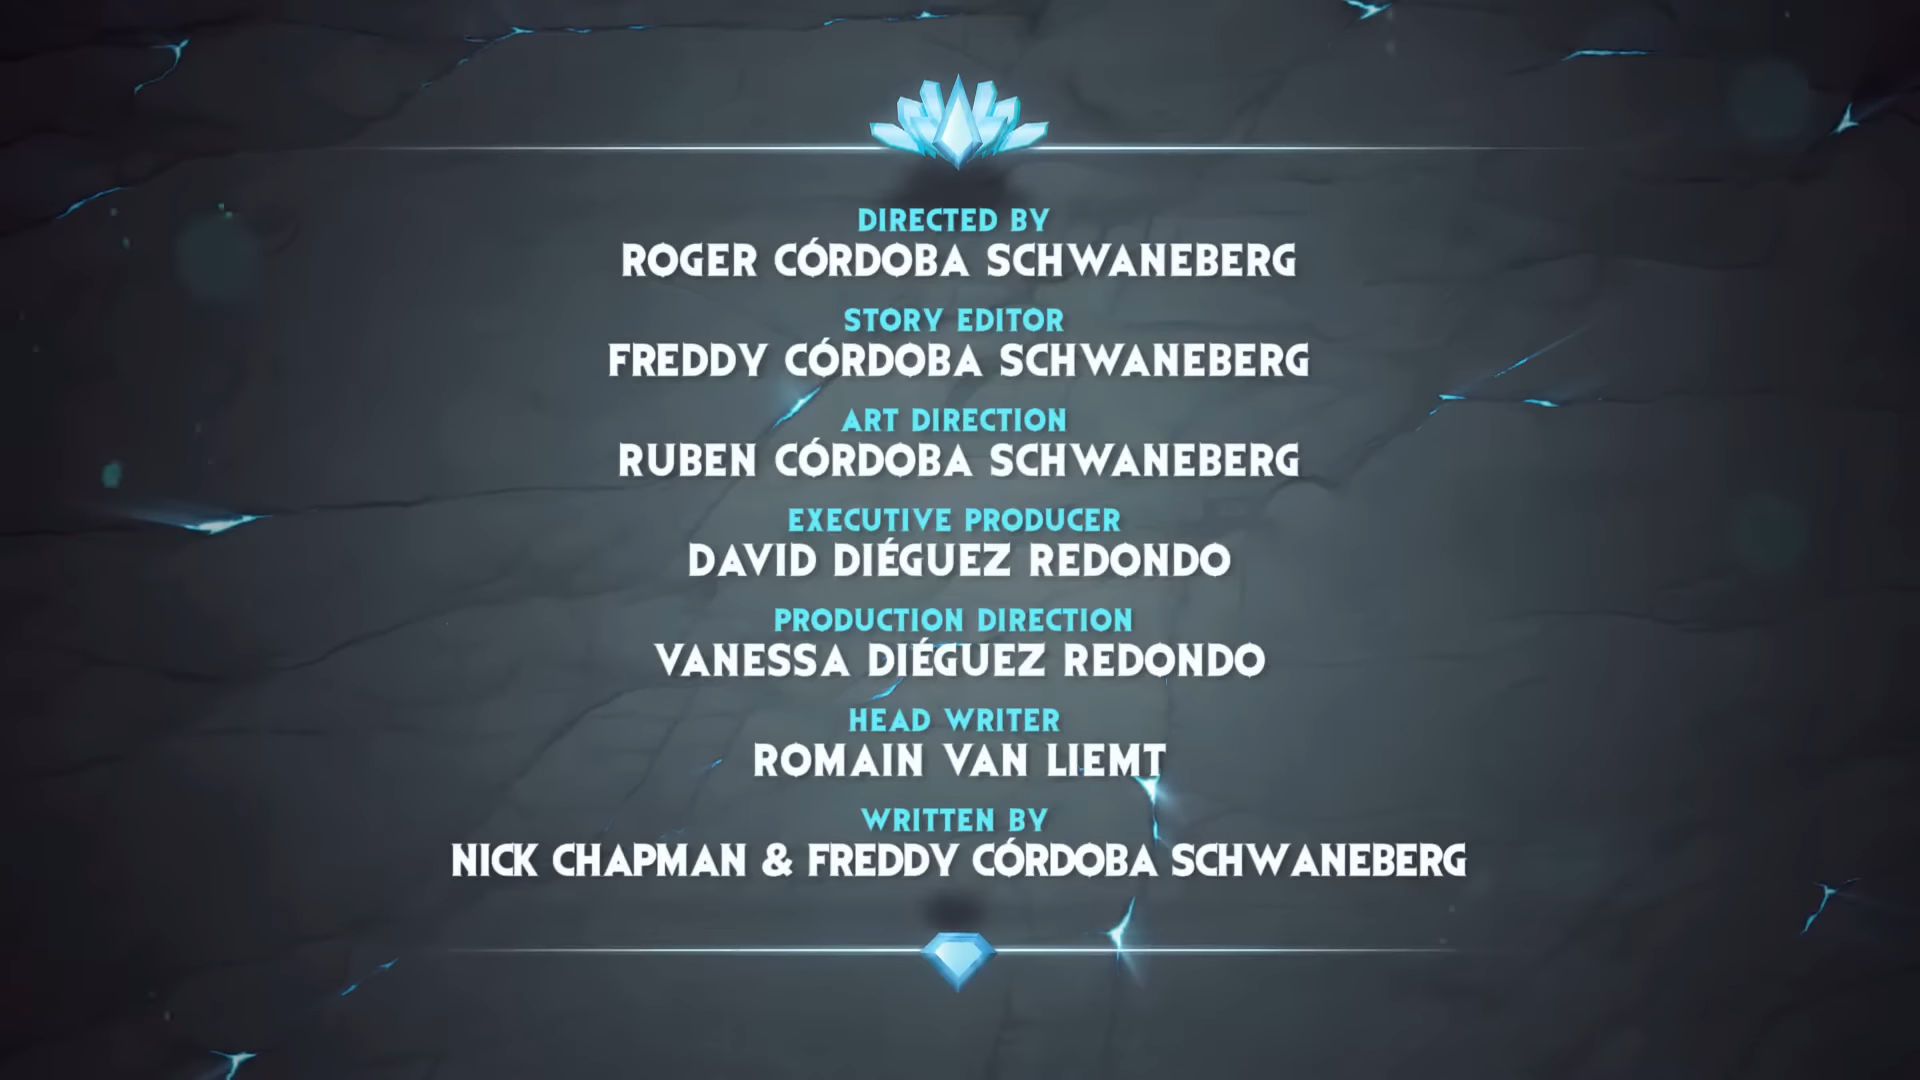 DIRECTED BY
ROGER CÓRDOBA SCHWANEBERG
STORY EDITOR
FREDDY CÓRDOBA SCHWANEBERG
ART DIRECTION
RUBEN CÓRDOBA SCHWANEBERG
EXECUTIVE PRODUCER
DAVID DIÉGUEZ REDONDO
PRODUCTION DIRECTION
VANESSA DIÉGUEZ REDONDO
HEAD WRITER
ROMAIN VAN LIEMT
WRITTEN BY
NICK CHAPMAN & FREDDY CÓRDOBA SCHWANEBERG